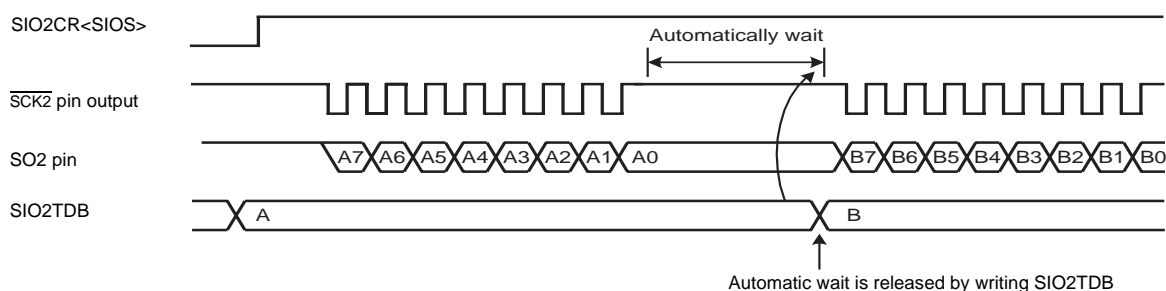 SIO2CR<SIOS>
Automatically wait
SCK2 pin output
SO2 pin
A7 A6 A5 A4 A3 A2 A1 A0 B7 B6 B5 B4 B3 B2 B1 B0
SIO2TDB
A B
Automatic wait is released by writing SIO2TDB